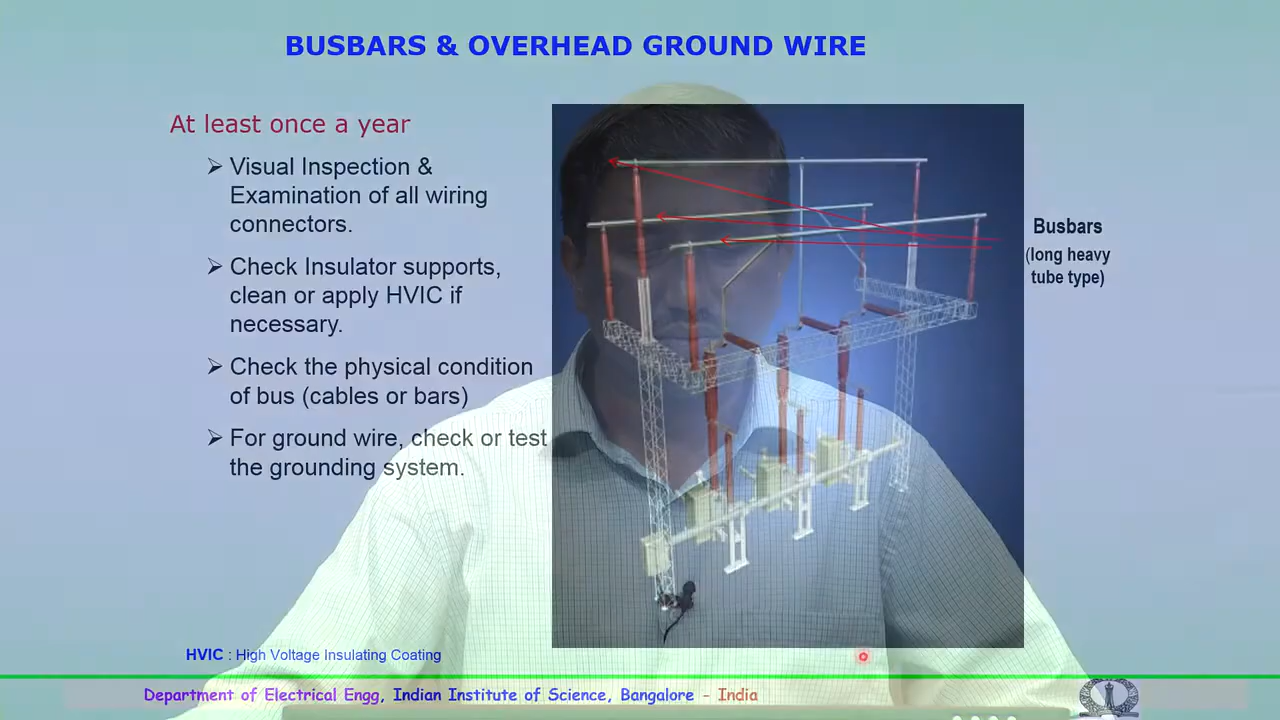 BUSBARS & OVERHEAD GROUND WIRE
At least once a year
➢ Visual Inspection &
Examination of all wiring
connectors.
➢ Check Insulator supports,
clean or apply HVIC if
necessary.
➢ Check the physical condition
of bus (cables or bars)
➢ For ground wire, check or test
the grounding system.
Busbars
(long heavy
tube type)
HVIC : High Voltage Insulating Coating
Department of Electrical Engg, Indian Institute of Science, Bangalore - India